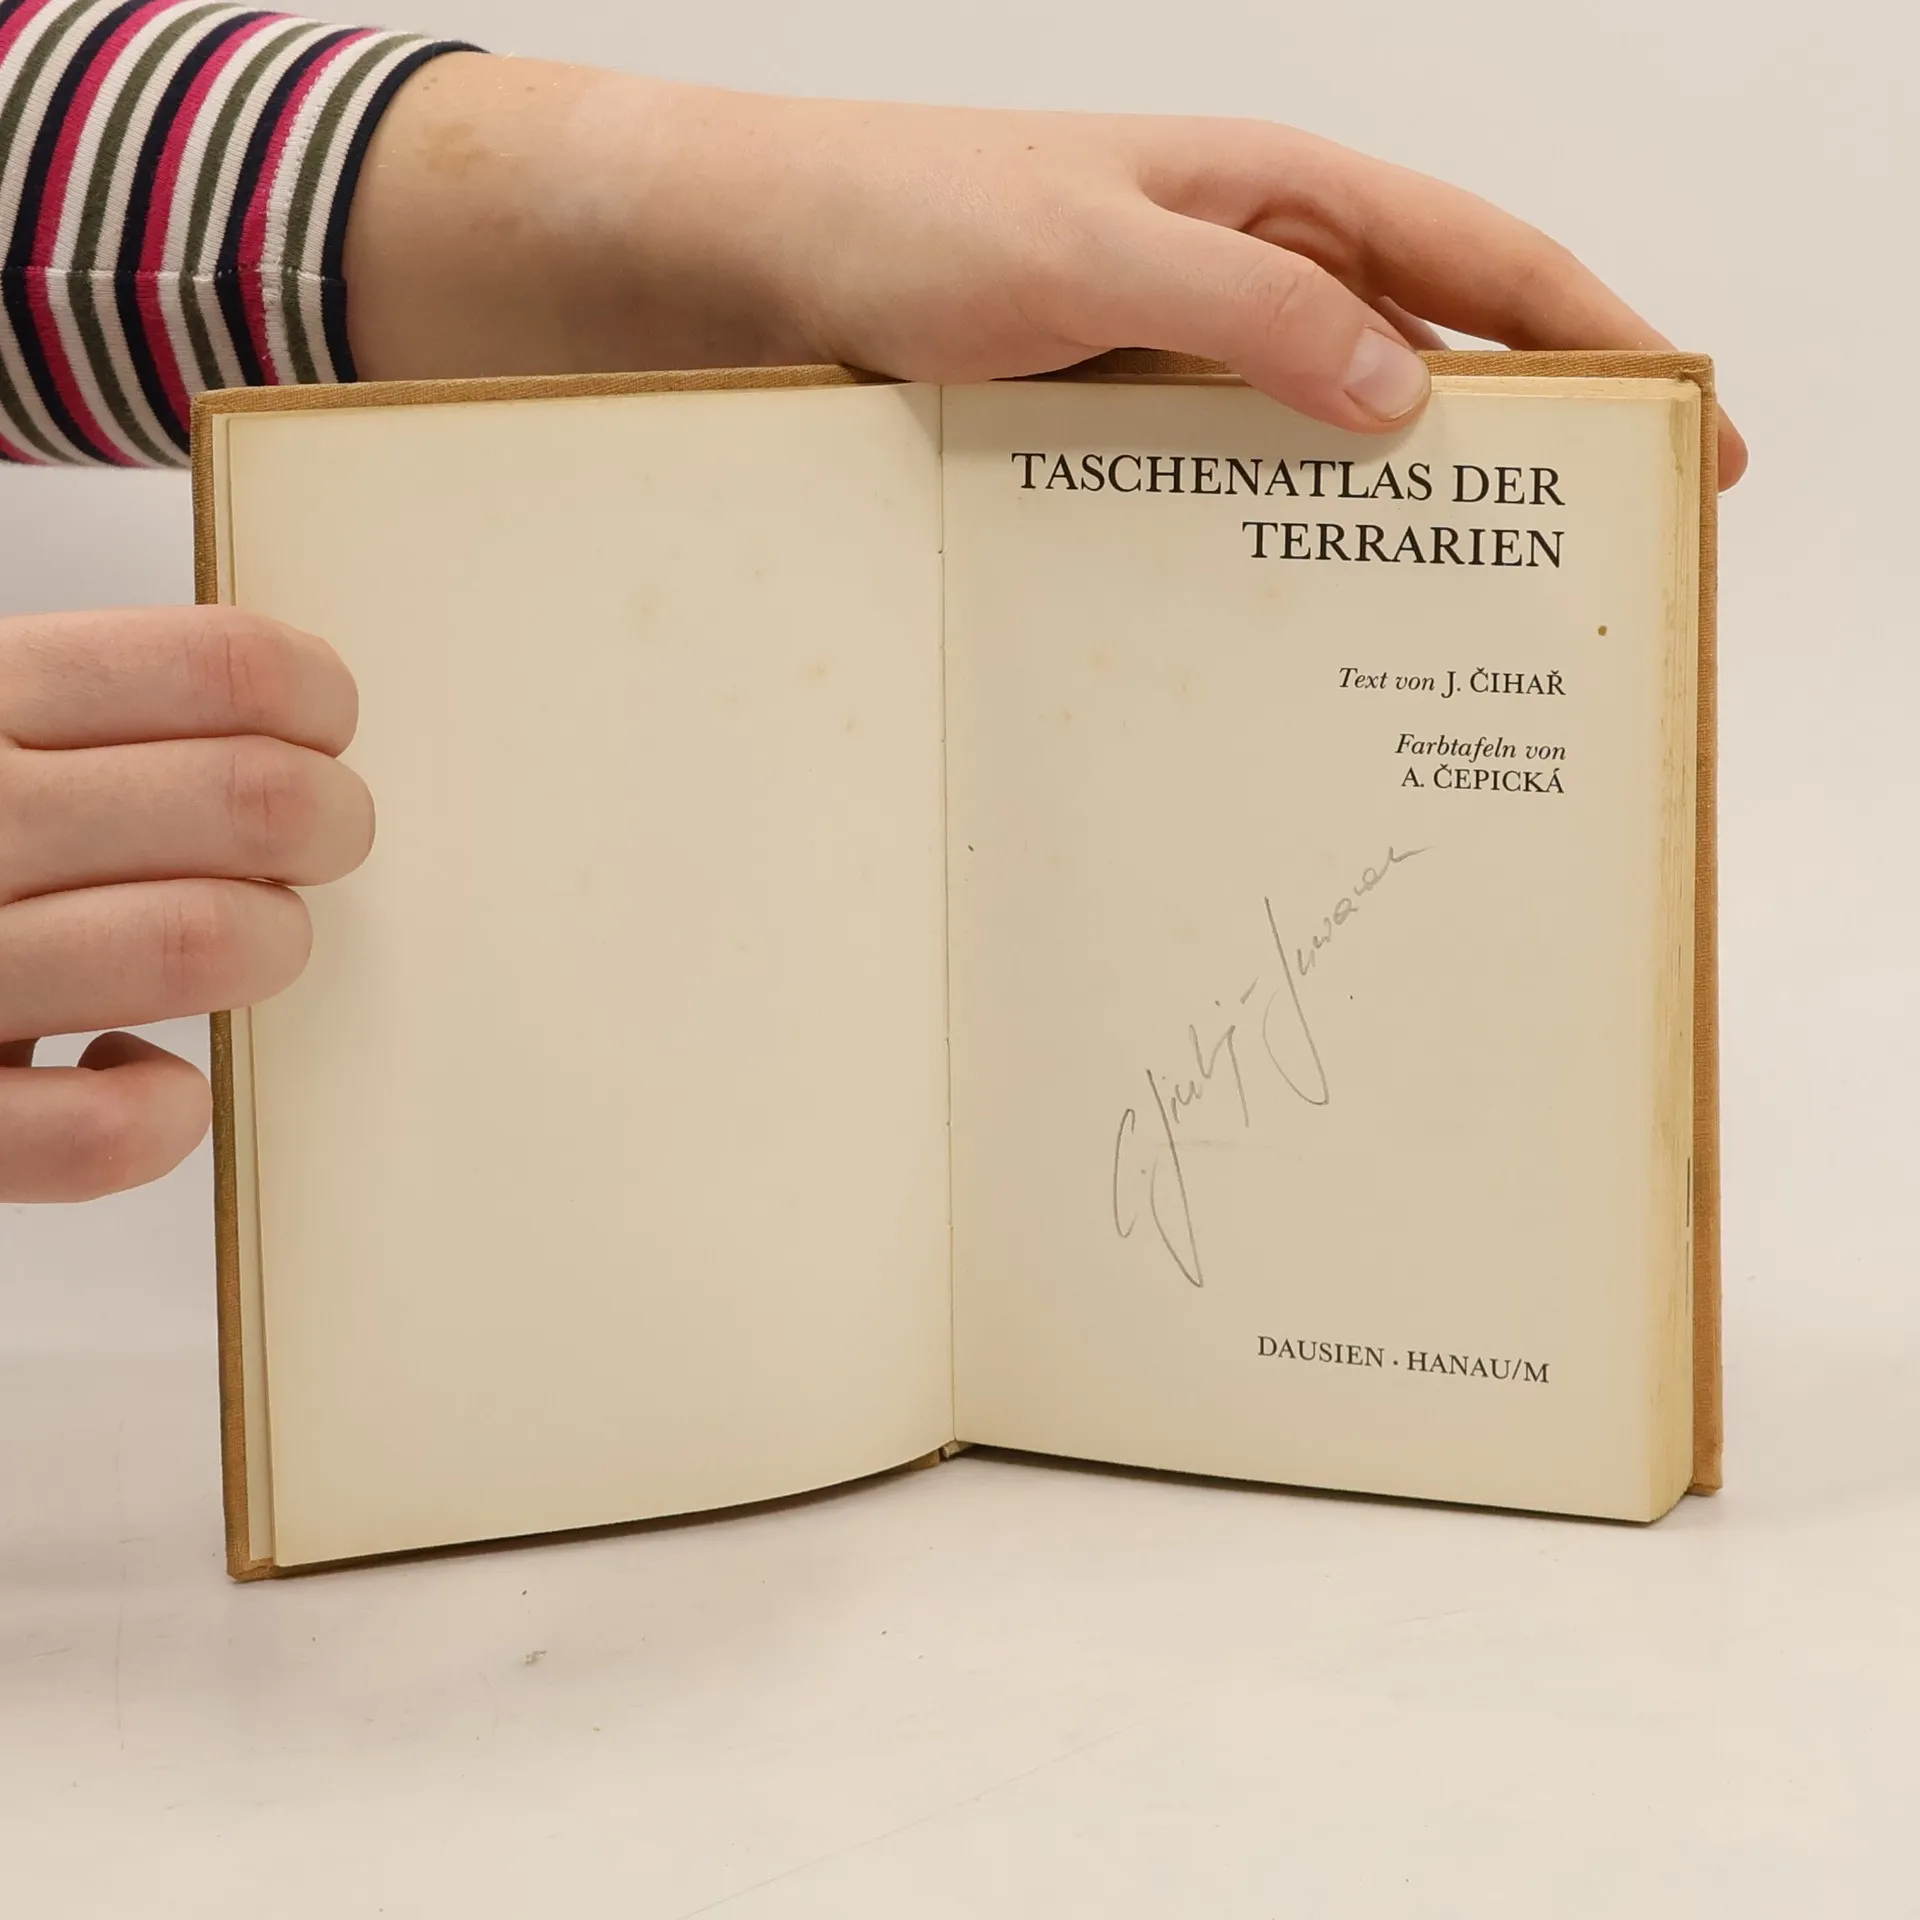 TASCHENATLAS DER
TERRARIEN
Text von J. ČIHAŘ
Farbtafeln von
A. ČEPICKÁ
DAUSIEN · HANAU/M